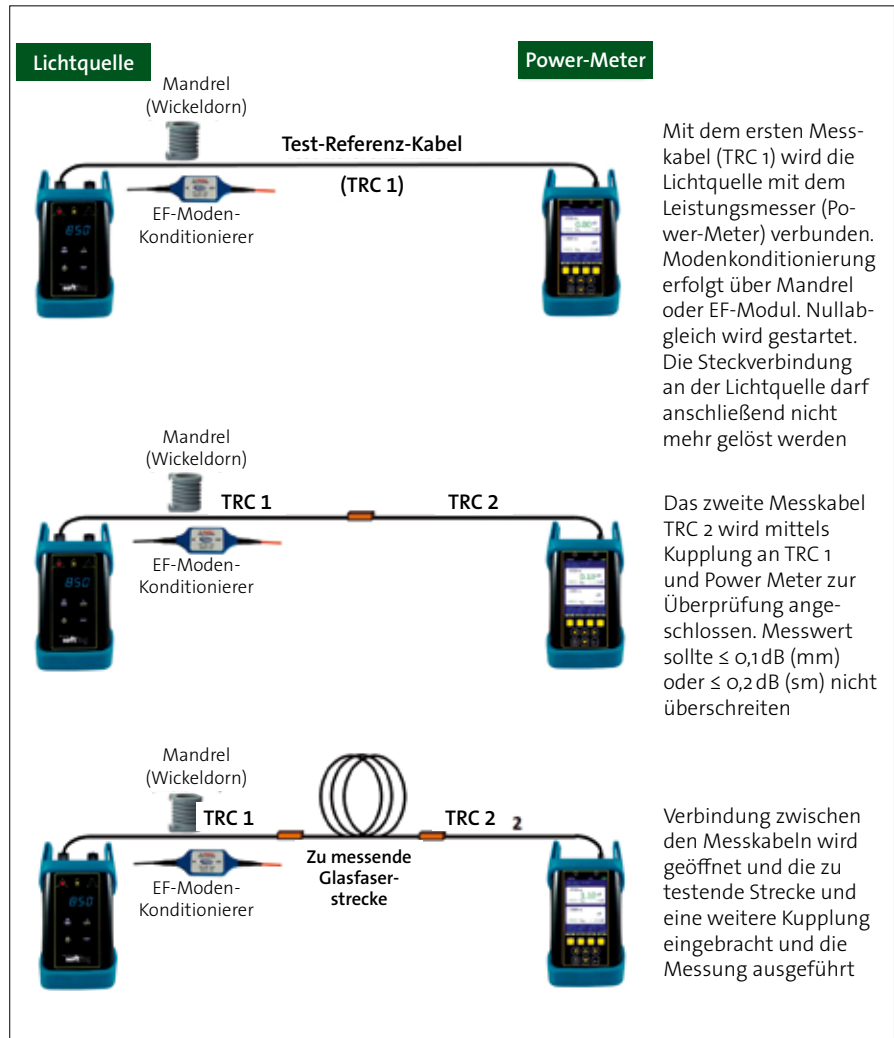 Lichtquelle
Power-Meter
Mandrel
(Wickeldorn)
Test-Referenz-Kabel
(TRC 1)
EF-Moden-
Konditionierer
850
0.00
Mit dem ersten Mess-
kabel (TRC 1) wird die
Lichtquelle mit dem
Leistungsmesser (Po-
wer-Meter) verbunden.
Modenkonditionierung
erfolgt über Mandrel
oder EF-Modul. Nullab-
gleich wird gestartet.
Die Steckverbindung
an der Lichtquelle darf
anschließend nicht
mehr gelöst werden
Mandrel
(Wickeldorn)
TRC 1
TRC 2
EF-Moden-
Konditionierer
850
Das zweite Messkabel
TRC 2 wird mittels
Kupplung an TRC 1
und Power Meter zur
Überprüfung ange-
schlossen. Messwert
sollte ≤ 0,1 dB (mm)
oder ≤ 0,2 dB (sm) nicht
überschreiten
Mandrel
(Wickeldorn)
TRC 1
TRC 2
2
Zu messende
Glasfaser-
strecke
EF-Moden-
Konditionierer
850
Verbindung zwischen
den Messkabeln wird
geöffnet und die zu
testende Strecke und
eine weitere Kupplung
eingebracht und die
Messung ausgeführt